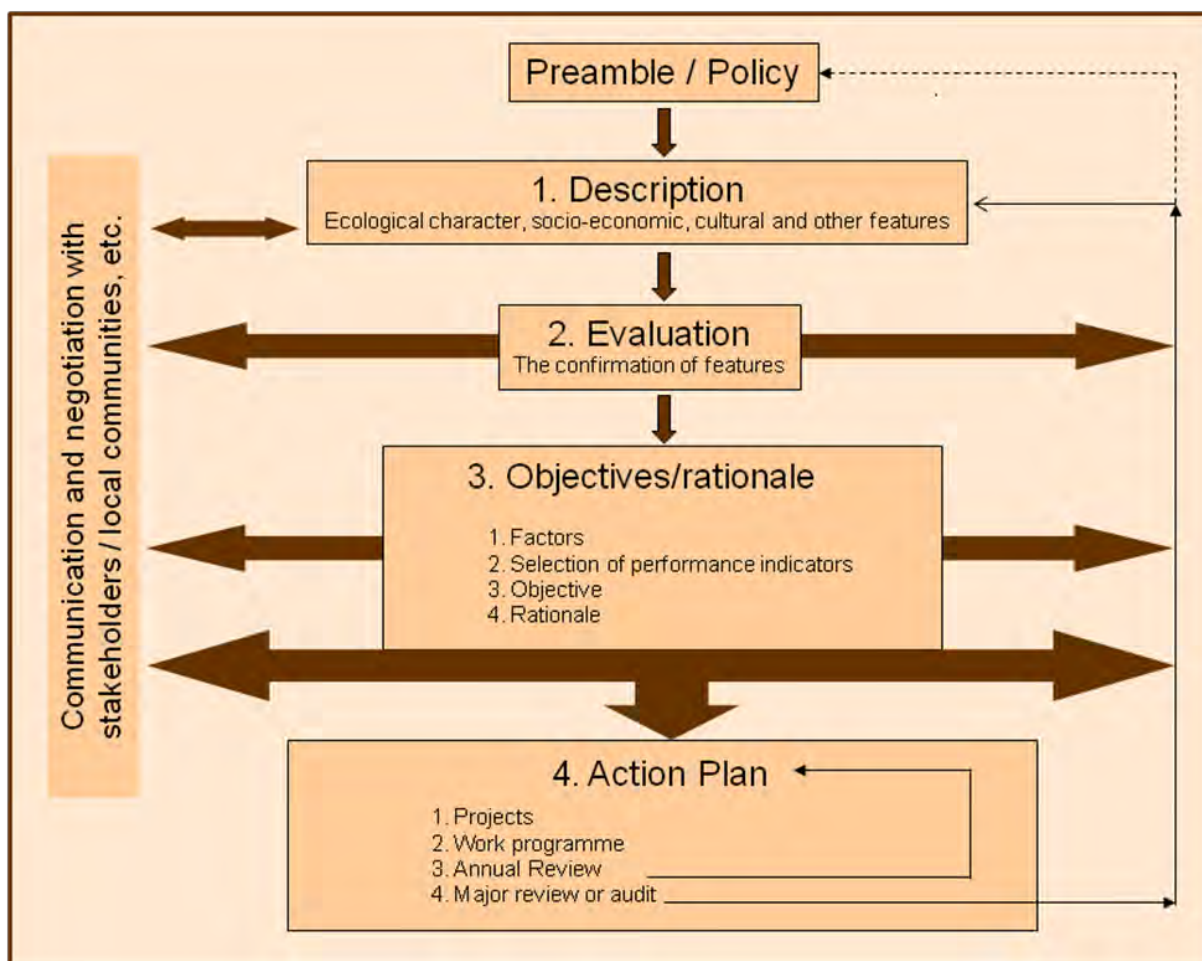 Preamble / Policy
1. Description
Ecological character, socio-economic, cultural and other features
Communication and negotiation with
stakeholders / local communities, etc.
2. Evaluation
The confirmation of features
3. Objectives/rationale
1. Factors
2. Selection of performance indicators
3. Objective
4. Rationale
4. Action Plan
1. Projects
2. Work programme
3. Annual Review
4. Major review or audit